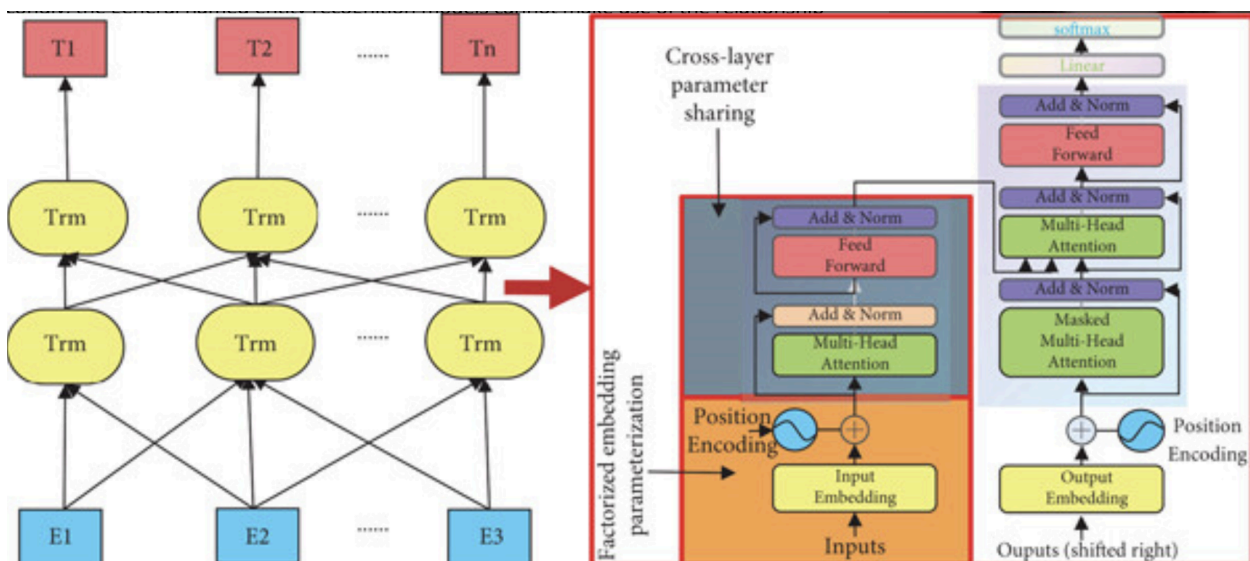 T1 T2 ...... Tn
Trm Trm ...... Trm
Trm Trm ...... Trm
E1 E2 ...... E3
Cross-layer
parameter
sharing
Add & Norm
Feed
Forward
Add & Norm
Multi-Head
Attention
Factorized embedding
parameterization
Position
Encoding
Input
Embedding
Inputs
softmax
Linear
Add & Norm
Feed
Forward
Add & Norm
Multi-Head
Attention
Add & Norm
Masked
Multi-Head
Attention
Position
Encoding
Output
Embedding
Ouputs (shifted right)